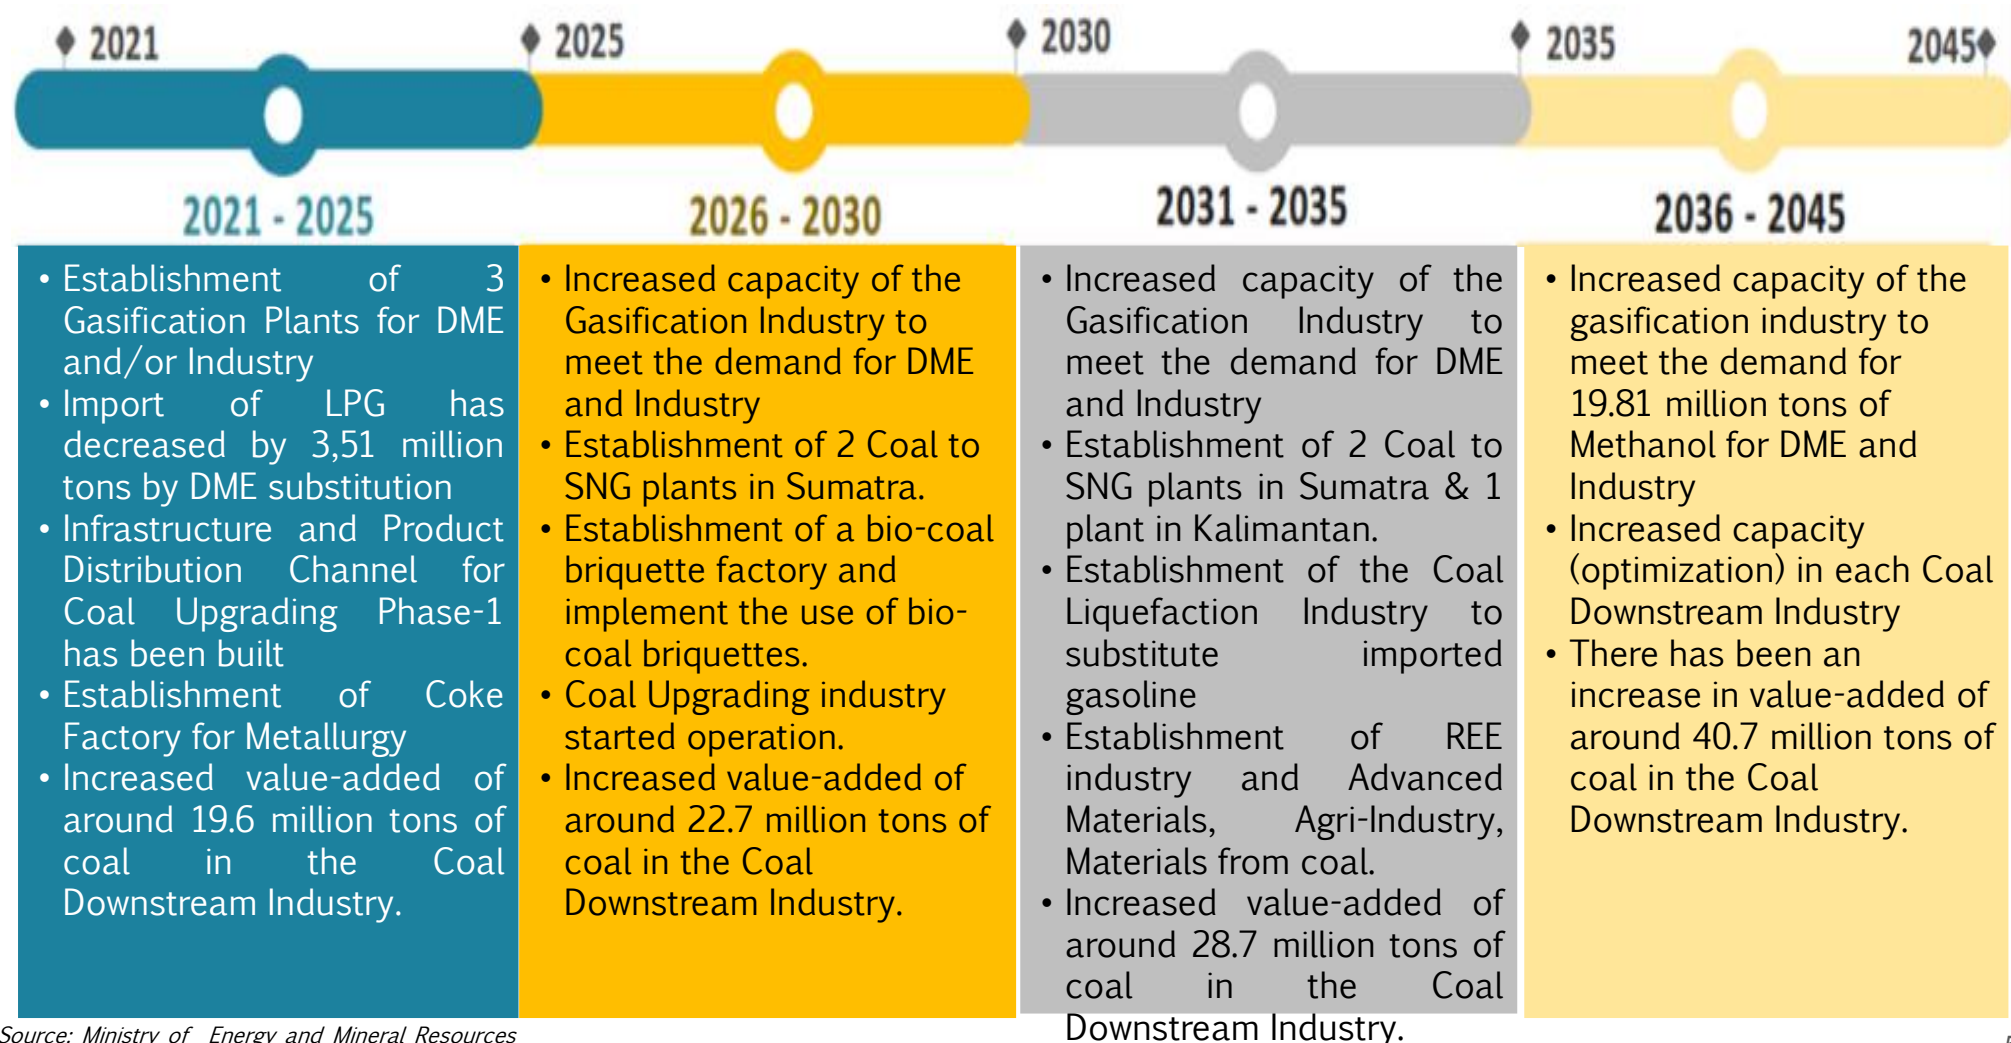 2021
2025
2030
2035
2045
2021 - 2025
2026 - 2030
2031 - 2035
2036 - 2045
• Establishment of 3
Gasification Plants for DME
and/or Industry
• Import of LPG has
decreased by 3,51 million
tons by DME substitution
• Infrastructure and Product
Distribution Channel for
Coal Upgrading Phase-1
has been built
• Establishment of Coke
Factory for Metallurgy
• Increased value-added of
around 19.6 million tons of
coal in the Coal
Downstream Industry.
• Increased capacity of the
Gasification Industry to
meet the demand for DME
and Industry
• Establishment of 2 Coal to
SNG plants in Sumatra.
• Establishment of a bio-coal
briquette factory and
implement the use of bio-
coal briquettes.
• Coal Upgrading industry
started operation.
• Increased value-added of
around 22.7 million tons of
coal in the Coal
Downstream Industry.
• Increased capacity of the
Gasification Industry to
meet the demand for DME
and Industry
• Establishment of 2 Coal to
SNG plants in Sumatra & 1
plant in Kalimantan.
• Establishment of the Coal
Liquefaction Industry to
substitute imported
gasoline
• Establishment of REE
industry and Advanced
Materials, Agri-Industry,
Materials from coal.
• Increased value-added of
around 28.7 million tons of
coal in the Coal
Downstream Industry.
• Increased capacity of the
gasification industry to
meet the demand for
19.81 million tons of
Methanol for DME and
Industry
• Increased capacity
(optimization) in each Coal
Downstream Industry
• There has been an
increase in value-added of
around 40.7 million tons of
coal in the Coal
Downstream Industry.
Source: Ministry of Energy and Mineral Resources